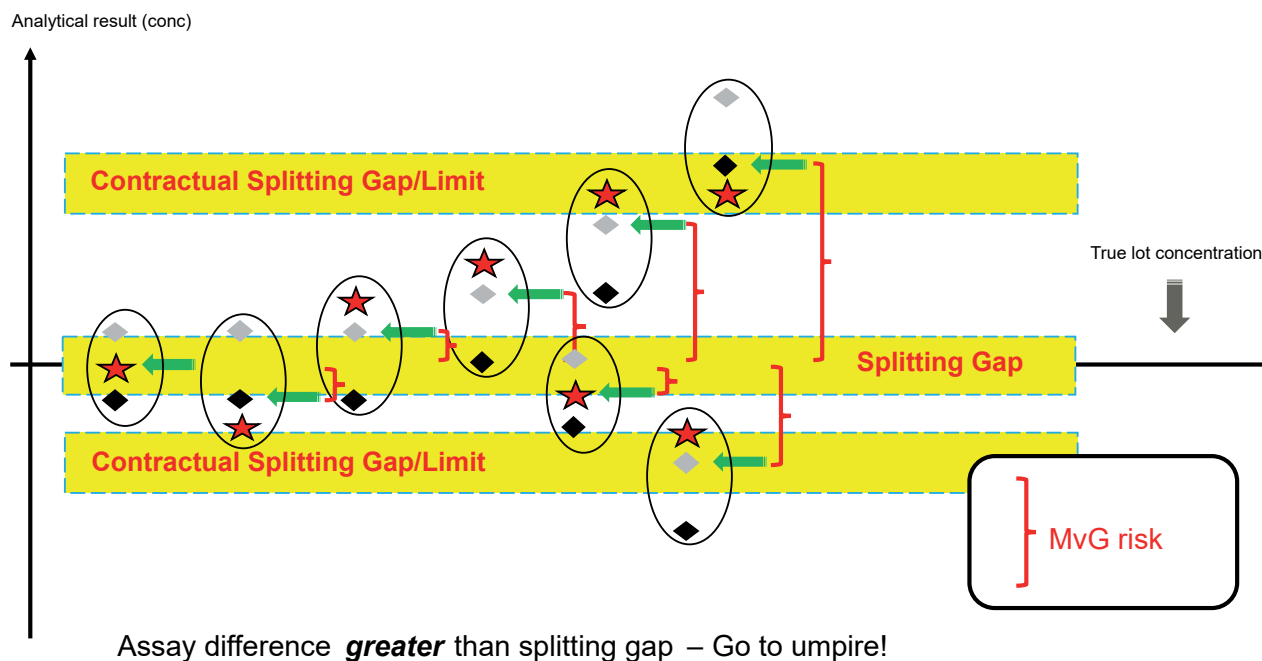 Analytical result (conc)
Contractual Splitting Gap/Limit
True lot concentration
Splitting Gap
Contractual Splitting Gap/Limit
MvG risk
Assay difference greater than splitting gap – Go to umpire!